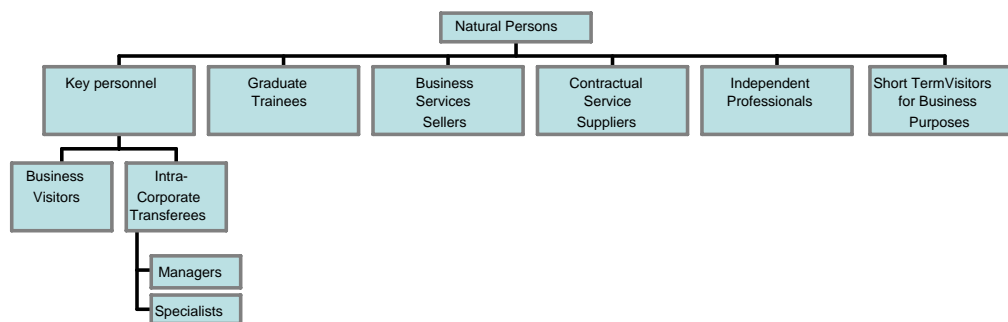 Natural Persons
Key personnel
Graduate
Trainees
Business
Services
Sellers
Contractual
Service
Suppliers
Independent
Professionals
Short TermVisitors
for Business
Purposes
Business
Visitors
Intra-
Corporate
Transferees
Managers
Specialists